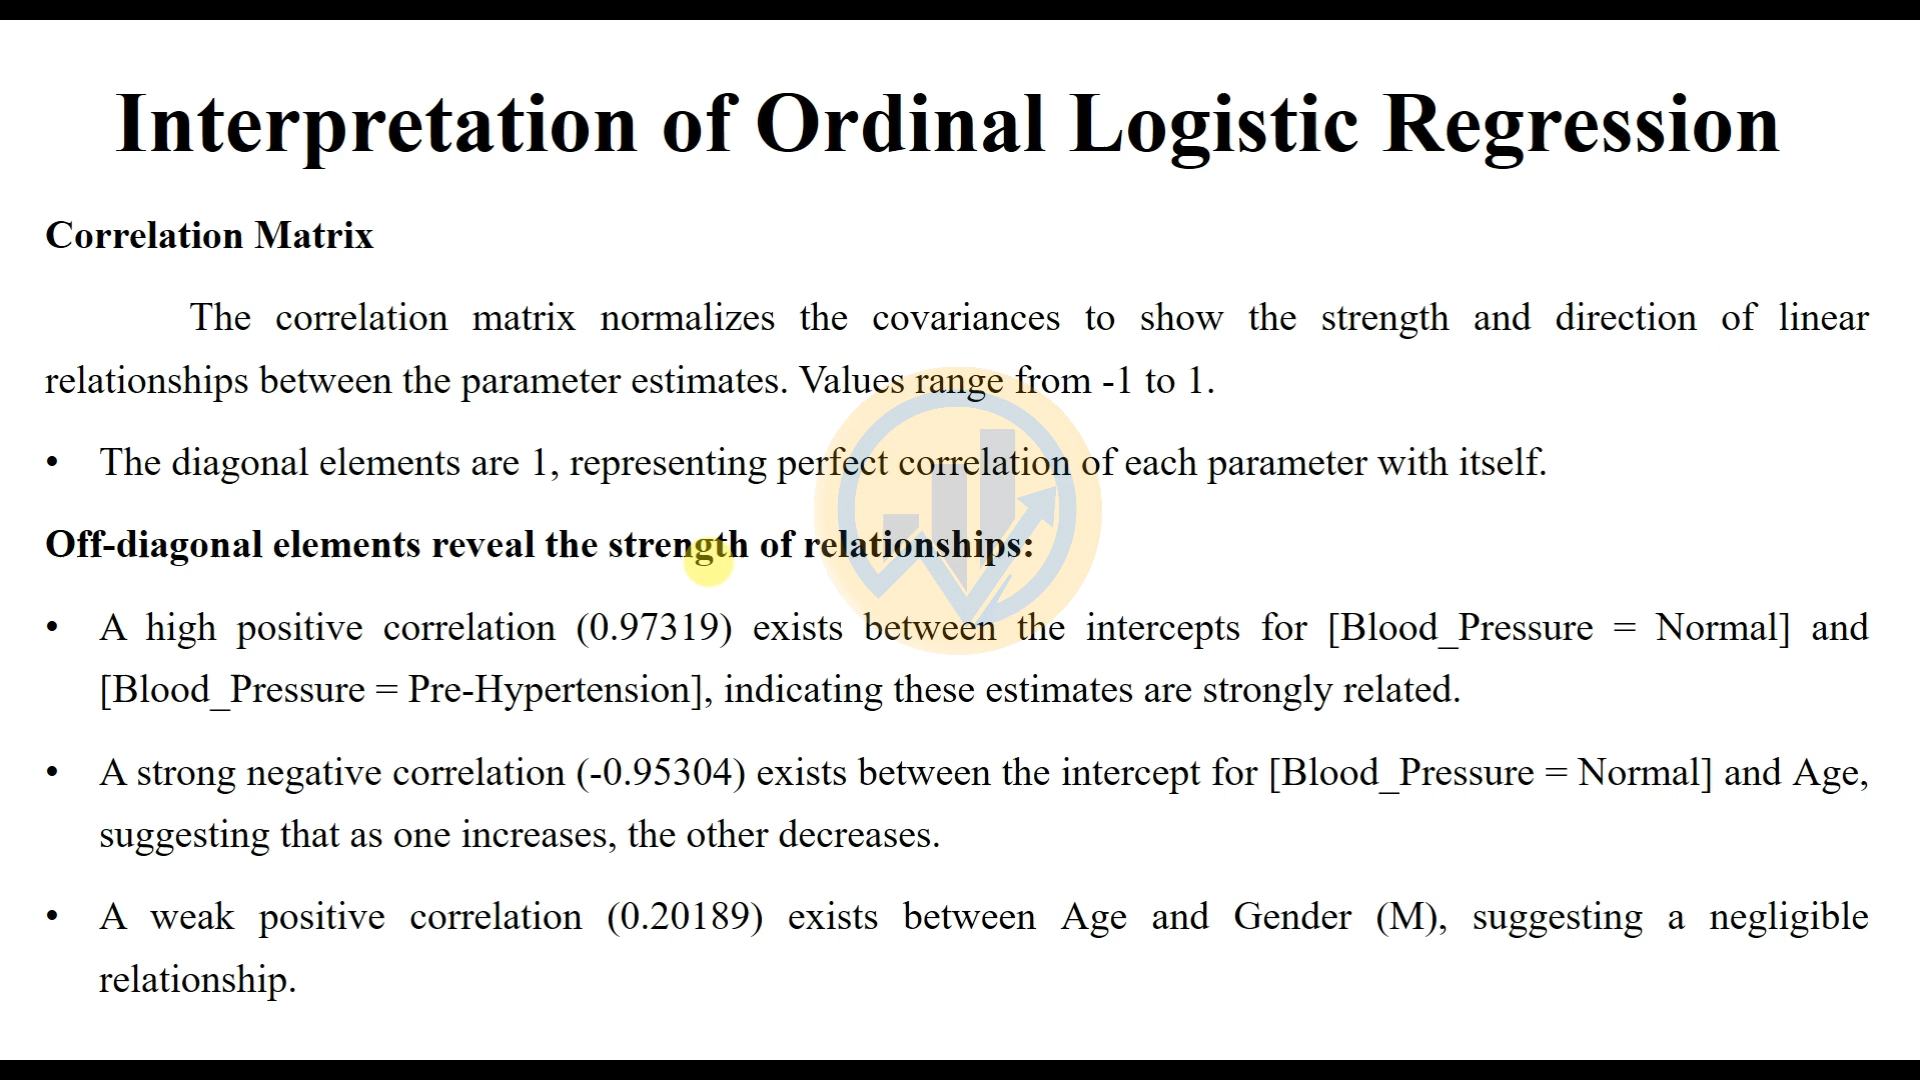 Interpretation of Ordinal Logistic Regression
Correlation Matrix
The correlation matrix normalizes the covariances to show the strength and direction of linear
relationships between the parameter estimates. Values range from -1 to 1.
• The diagonal elements are 1, representing perfect correlation of each parameter with itself.
Off-diagonal elements reveal the strength of relationships:
• A high positive correlation (0.97319) exists between the intercepts for [Blood_Pressure = Normal] and
[Blood_Pressure = Pre-Hypertension], indicating these estimates are strongly related.
• A strong negative correlation (-0.95304) exists between the intercept for [Blood_Pressure = Normal] and Age,
suggesting that as one increases, the other decreases.
• A weak positive correlation (0.20189) exists between Age and Gender (M), suggesting a negligible
relationship.